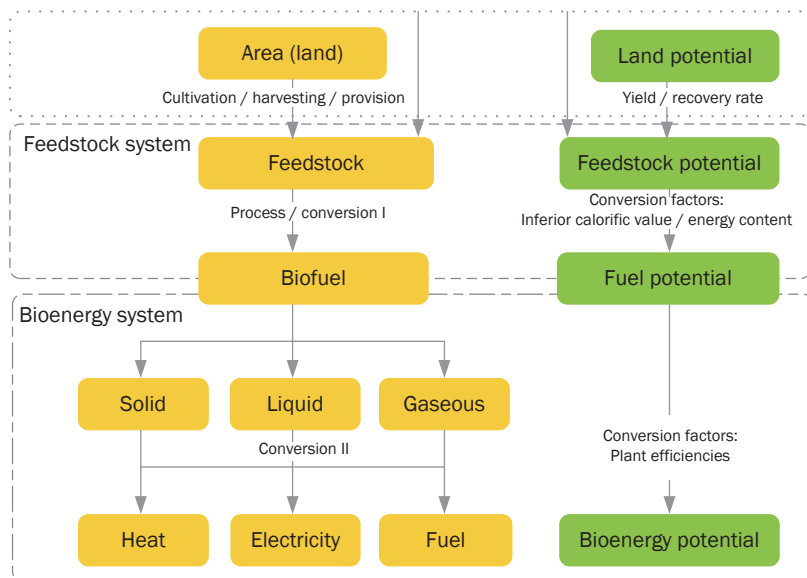 Area (land)
Land potential
Cultivation / harvesting / provision
Yield / recovery rate
Feedstock system
Feedstock
Feedstock potential
Process / conversion I
Conversion factors:
Inferior calorific value / energy content
Biofuel
Fuel potential
Bioenergy system
Solid
Liquid
Gaseous
Conversion II
Conversion factors:
Plant efficiencies
Heat
Electricity
Fuel
Bioenergy potential